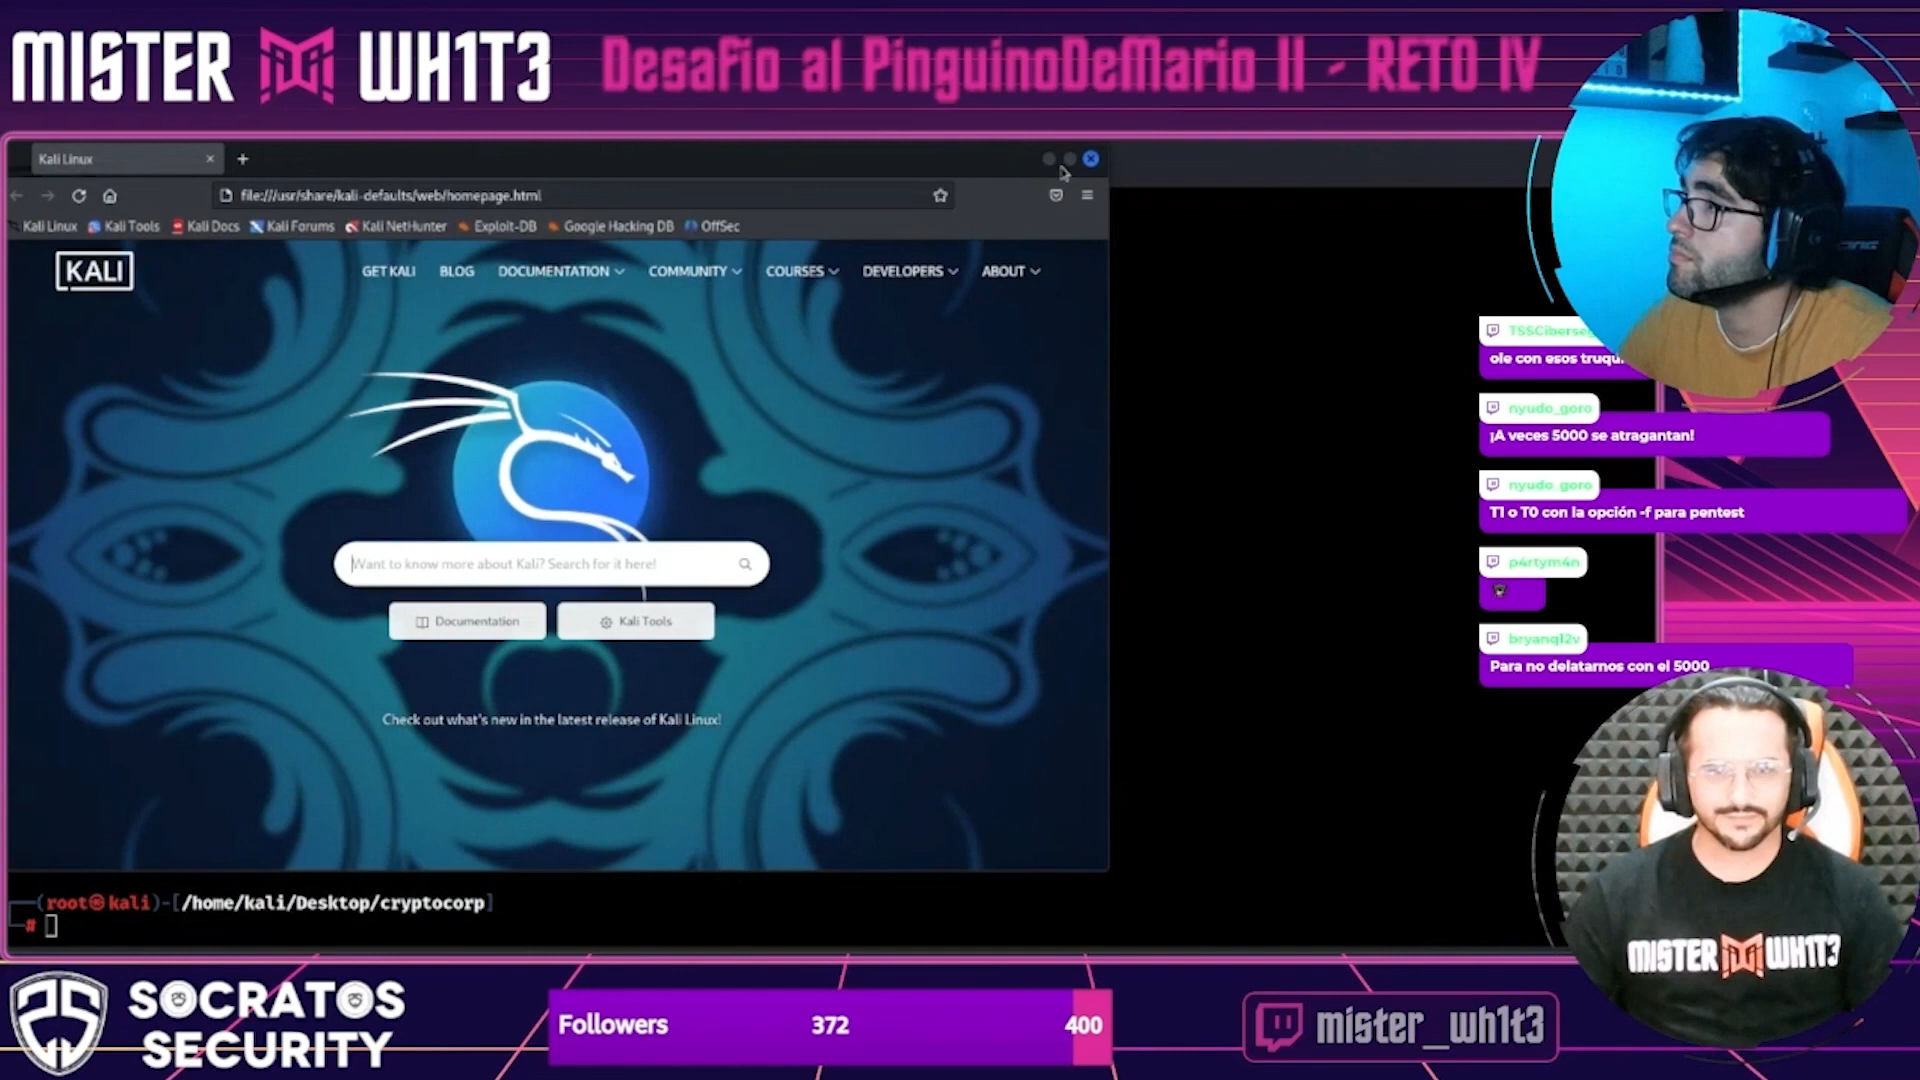 MISTER WH1T3
Desafío al PinguinoDeMario II - RETO IV
Kali Linux
file:///usr/share/kali-defaults/web/homepage.html
Kali Linux Kali Tools Kali Docs Kali Forums Kali NetHunter Exploit-DB Google Hacking DB OffSec
KALI
GET KALI BLOG DOCUMENTATION COMMUNITY COURSES DEVELOPERS ABOUT
Want to know more about Kali? Search for it here!
Documentation Kali Tools
Check out what's new in the latest release of Kali Linux!
(root㉿kali)-[/home/kali/Desktop/cryptocorp]
#
ole con esos
nyudo_goro
¡A veces 5000 se atragantan!
nyudo_goro
T1 o T0 con la opción -f para pentest
p4rtym4n
bryanq12v
Para no delatarnos con el 5000
MISTER WH1T3
SOCRATOS
SECURITY
Followers 372 400
mister_wh1t3